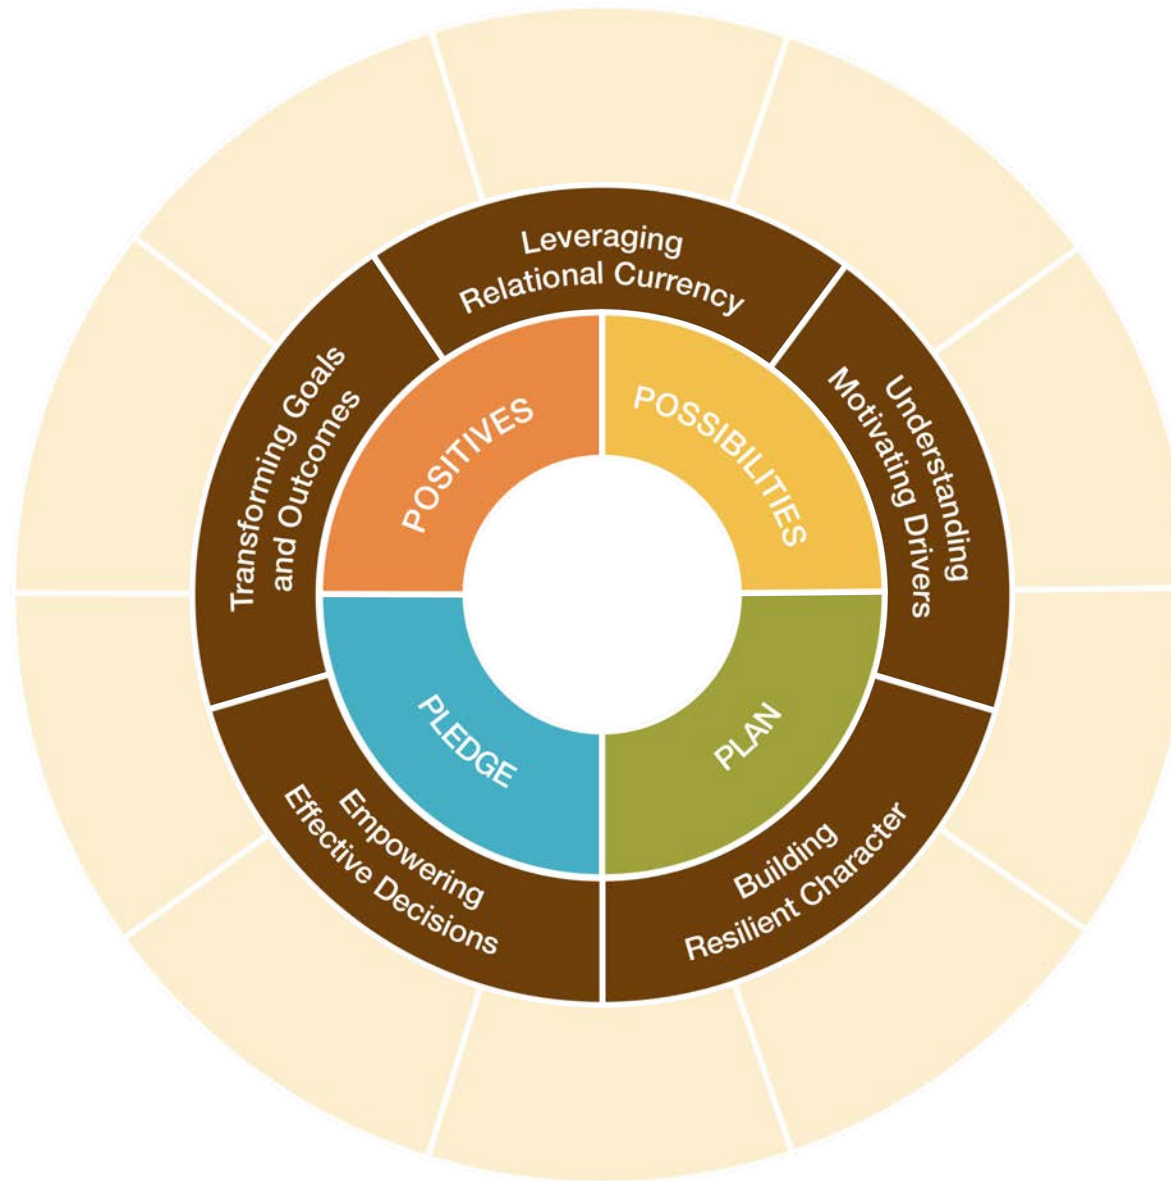 Leveraging
Relational Currency
Understanding
Motivating Drivers
Building
Resilient Character
Empowering
Effective Decisions
Transforming Goals
and Outcomes
POSITIVES
POSSIBILITIES
PLAN
PLEDGE